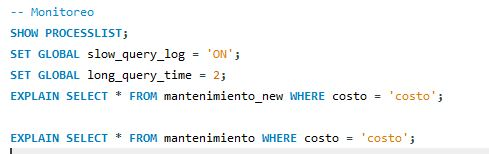 -- Monitoreo
SHOW PROCESSLIST;
SET GLOBAL slow_query_log = 'ON';
SET GLOBAL long_query_time = 2;
EXPLAIN SELECT * FROM mantenimiento_new WHERE costo = 'costo';
EXPLAIN SELECT * FROM mantenimiento WHERE costo = 'costo';